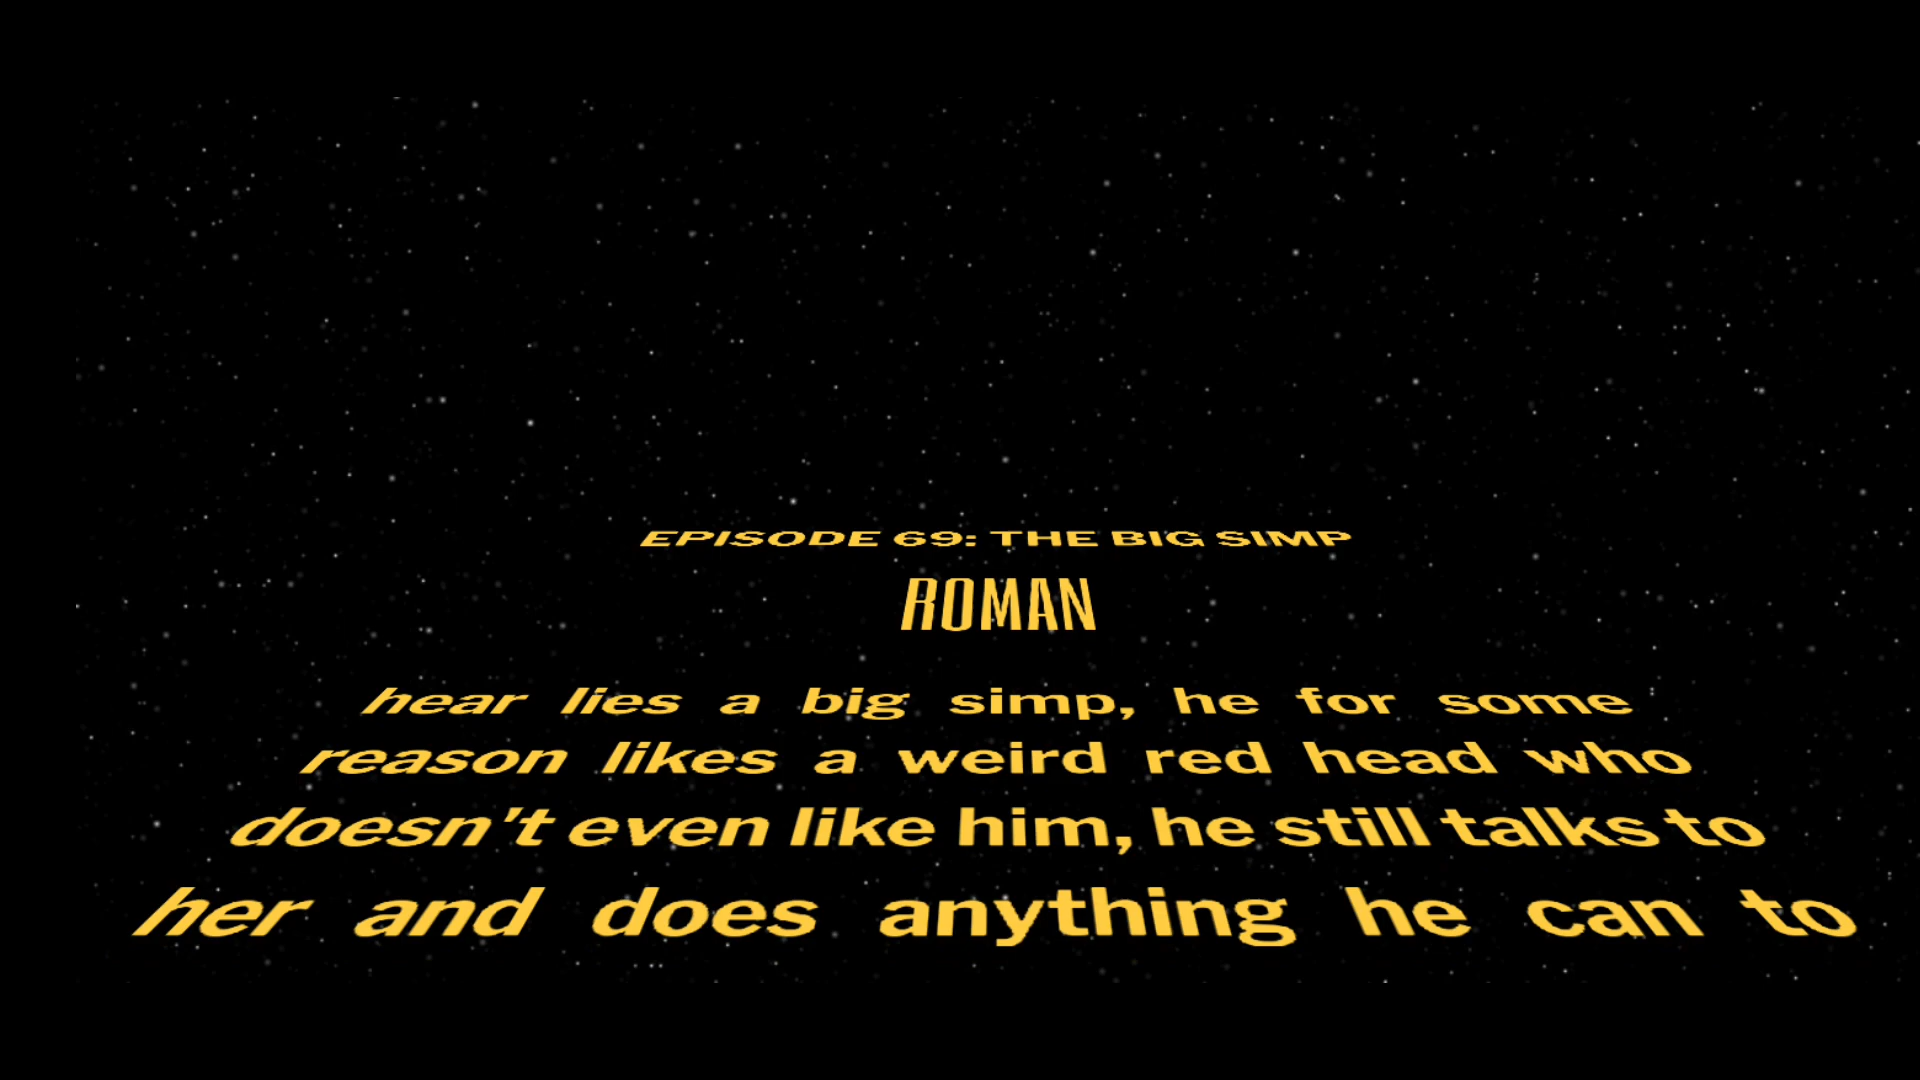 EPISODE 69: THE BIG SIMP
ROMAN
hear lies a big simp, he for some
reason likes a weird red head who
doesn't even like him, he still talks to
her and does anything he can to